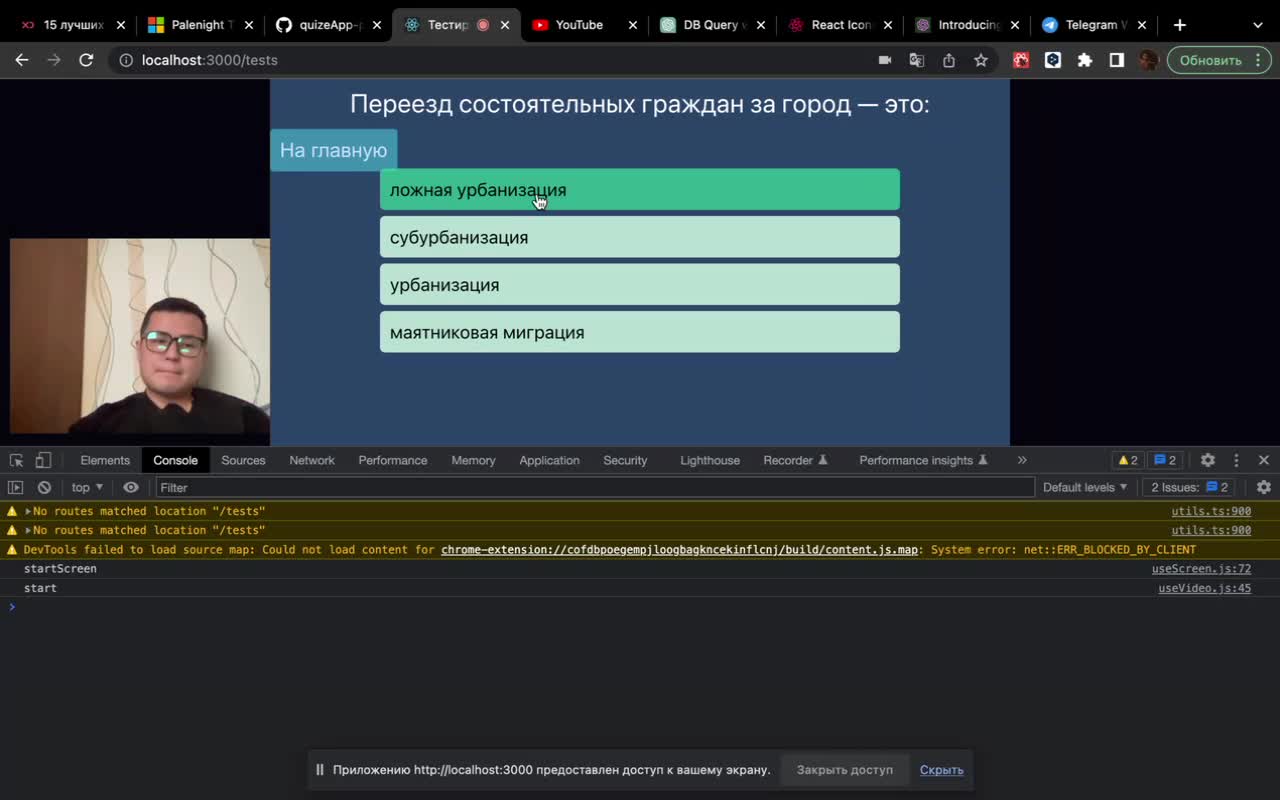 15 лучших
Palenight T
quizeApp-p
Тестир
YouTube
DB Query w
React Icon
Introducing
Telegram W
localhost:3000/tests
Обновить
Переезд состоятельных граждан за город — это:
На главную
ложная урбанизация
субурбанизация
урбанизация
маятниковая миграция
Elements Console Sources Network Performance Memory Application Security Lighthouse Recorder Performance insights » 2 2
top Filter Default levels 2 Issues: 2
No routes matched location "/tests" utils.ts:900
No routes matched location "/tests" utils.ts:900
DevTools failed to load source map: Could not load content for chrome-extension://cofdbpoegempjloogbagkncekinflcnj/build/content.js.map: System error: net::ERR_BLOCKED_BY_CLIENT
startScreen useScreen.js:72
start useVideo.js:45
Приложению http://localhost:3000 предоставлен доступ к вашему экрану. Закрыть доступ Скрыть